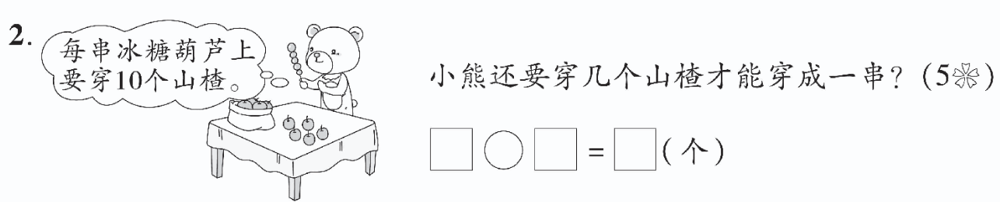 2.
每串冰糖葫芦上
要穿10个山楂。
小熊还要穿几个山楂才能穿成一串？(5❀)
□○□=□(个)